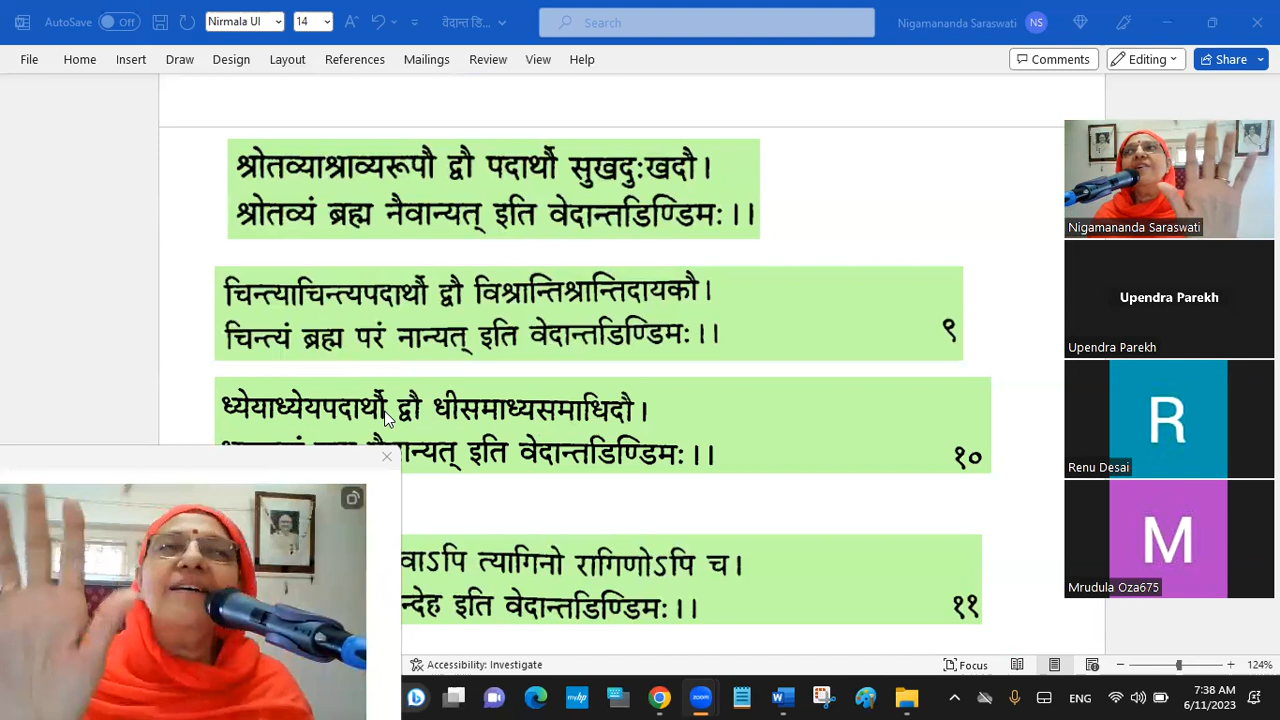 AutoSave Off Nirmala UI 14 वेदान्त डि... Search Nigamananda Saraswati NS
File Home Insert Draw Design Layout References Mailings Review View Help Comments Editing Share
श्रोतव्याश्राव्यरूपौ द्वौ पदार्थौ सुखदुःखदौ।
श्रोतव्यं ब्रह्म नैवान्यत् इति वेदान्तडिण्डिमः।।
चिन्त्याचिन्त्यपदार्थौ द्वौ विश्रान्तिश्रान्तिदायकौ।
चिन्त्यं ब्रह्म परं नान्यत् इति वेदान्तडिण्डिमः।। ९
ध्येयाध्येयपदार्थौ द्वौ धीसमाध्यसमाधिदौ।
इति वेदान्तडिण्डिमः।। १०
वाऽपि त्यागिनो रागिणोऽपि च।
न्देह इति वेदान्तडिण्डिमः।। ११
Nigamananda Saraswati
Upendra Parekh
Upendra Parekh
R
Renu Desai
M
Mrudula Oza675
Accessibility: Investigate Focus 124%
ENG 7:38 AM
6/11/2023